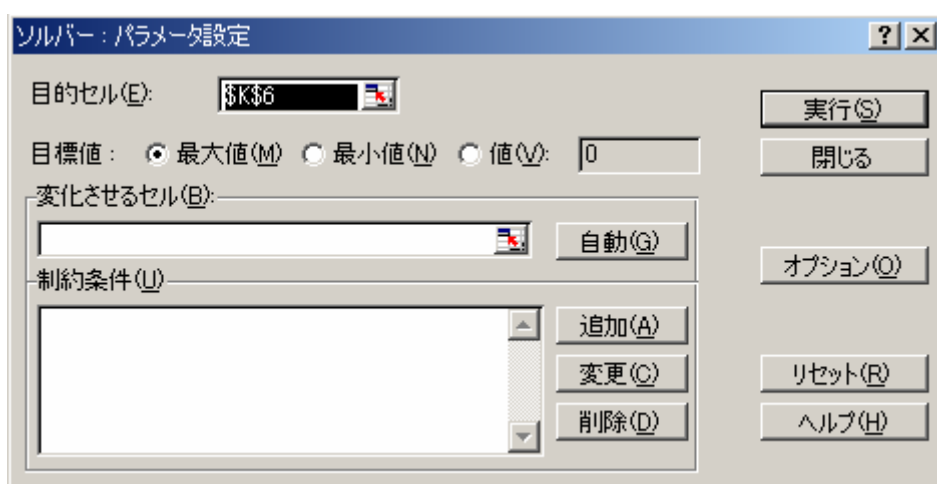 ソルバー：パラメータ設定
目的セル(E): $K$6
実行(S)
目標値： 最大値(M) 最小値(N) 値(V): 0
閉じる
変化させるセル(B):
自動(G)
オプション(O)
制約条件(U)
追加(A)
変更(C)
リセット(R)
削除(D)
ヘルプ(H)